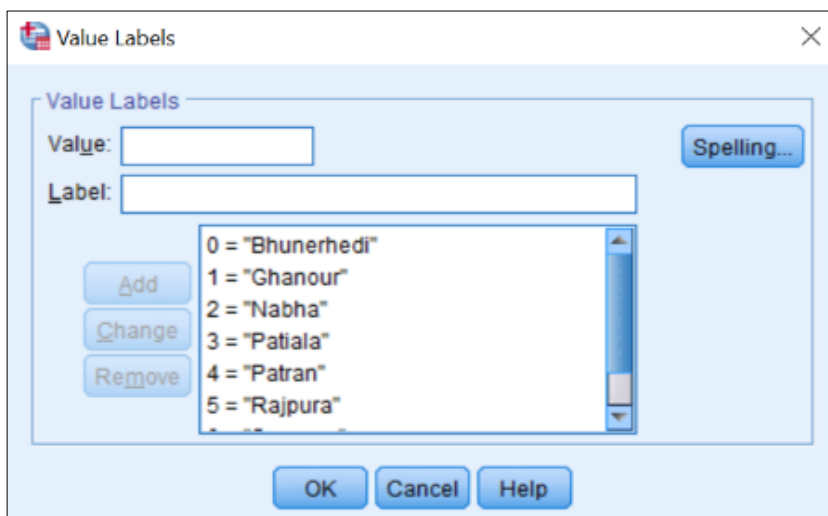 Value Labels
Value Labels
Value:
Spelling...
Label:
0 = "Bhunerhedi"
1 = "Ghanour"
2 = "Nabha"
3 = "Patiala"
4 = "Patran"
5 = "Rajpura"
Add
Change
Remove
OK Cancel Help